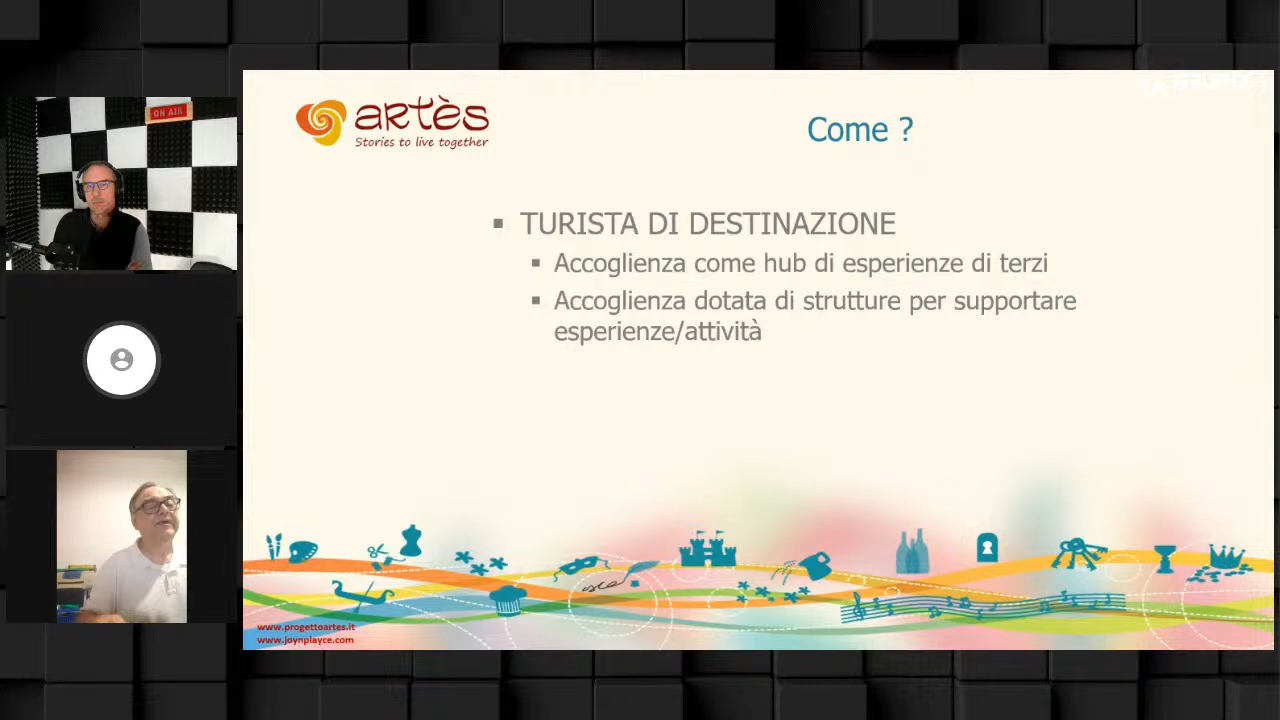 ON AIR
artès
Stories to live together
Come ?
▪ TURISTA DI DESTINAZIONE
▪ Accoglienza come hub di esperienze di terzi
▪ Accoglienza dotata di strutture per supportare
esperienze/attività
www.progettoartes.it
www.joynplayce.com